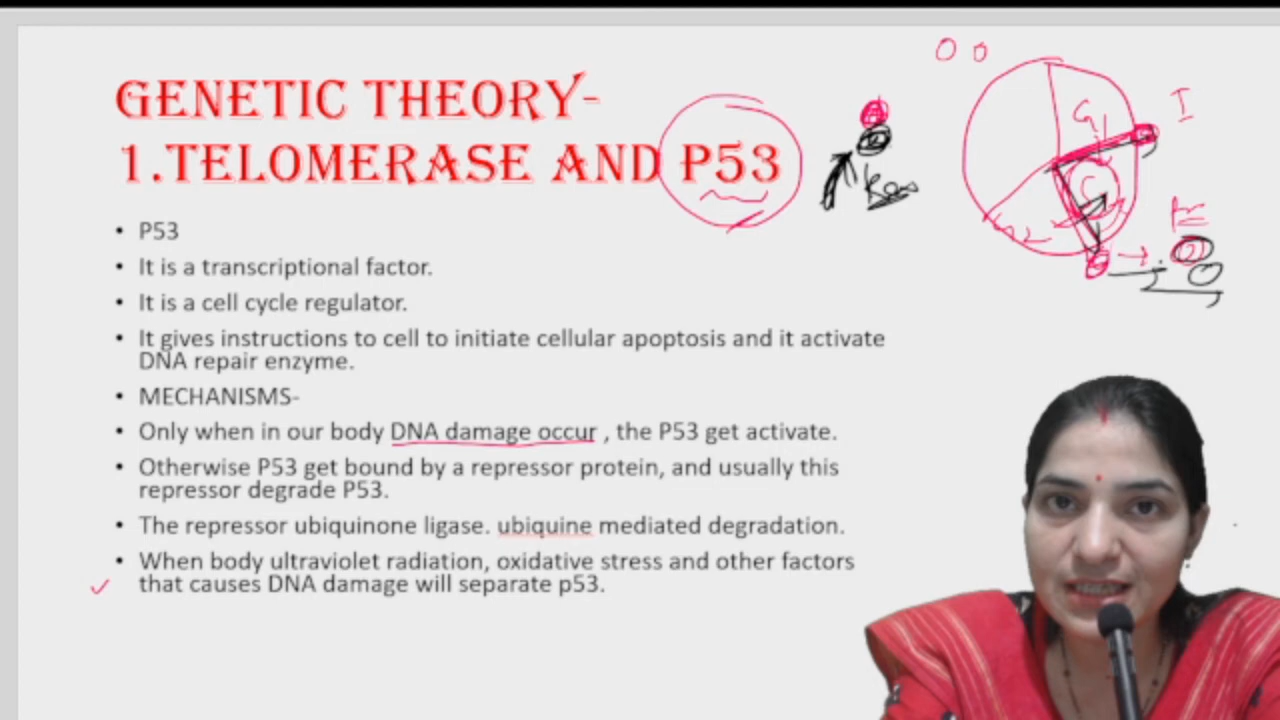 GENETIC THEORY-
1.TELOMERASE AND P53
• P53
• It is a transcriptional factor.
• It is a cell cycle regulator.
• It gives instructions to cell to initiate cellular apoptosis and it activate
DNA repair enzyme.
• MECHANISMS-
• Only when in our body DNA damage occur , the P53 get activate.
• Otherwise P53 get bound by a repressor protein, and usually this
repressor degrade P53.
• The repressor ubiquinone ligase. ubiquine mediated degradation.
• When body ultraviolet radiation, oxidative stress and other factors
that causes DNA damage will separate p53.
G1
I